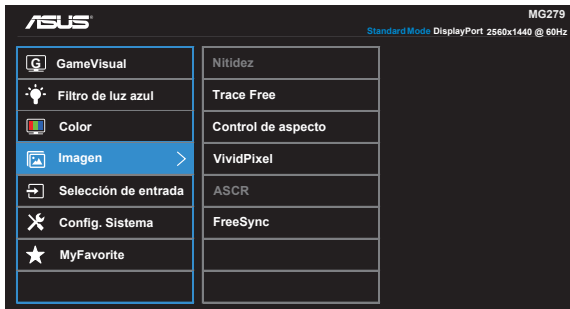 ASUS
MG279
Standard Mode DisplayPort 2560x1440 @ 60Hz
G GameVisual
Filtro de luz azul
Color
Imagen
Selección de entrada
Config. Sistema
MyFavorite
Nitidez
Trace Free
Control de aspecto
VividPixel
ASCR
FreeSync